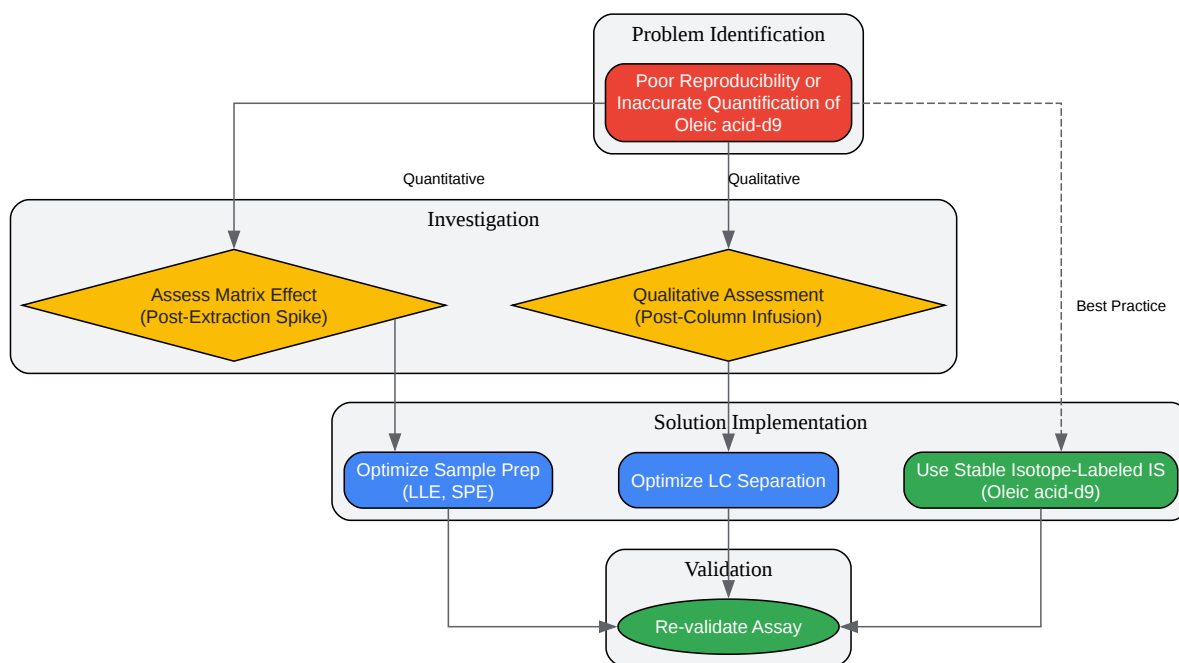 Problem Identification
Poor Reproducibility or
Inaccurate Quantification of
Oleic acid-d9
Quantitative
Qualitative
Investigation
Assess Matrix Effect
(Post-Extraction Spike)
Qualitative Assessment
(Post-Column Infusion)
Best Practice
Solution Implementation
Optimize Sample Prep
(LLE, SPE)
Optimize LC Separation
Use Stable Isotope-Labeled IS
(Oleic acid-d9)
Validation
Re-validate Assay